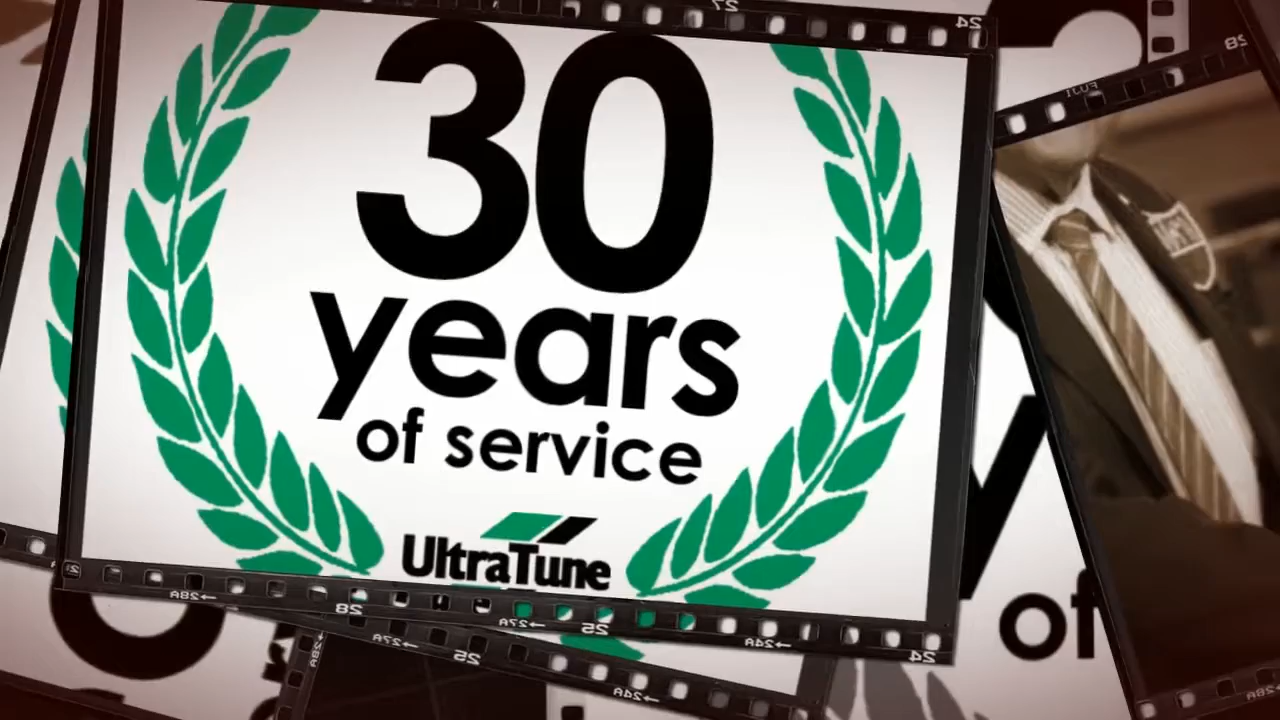 30
years
of service
UltraTune
of